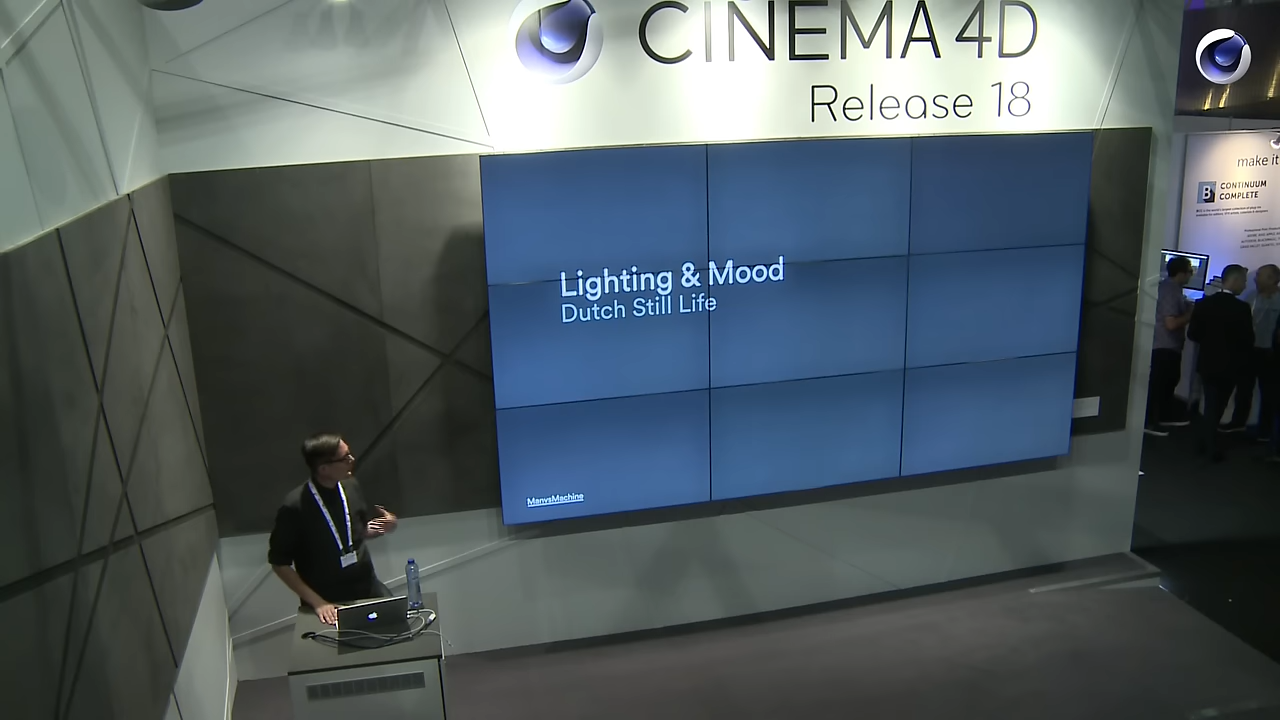 CINEMA 4D
Release 18
Lighting & Mood
Dutch Still Life
ManvsMachine
make it
CONTINUUM
COMPLETE